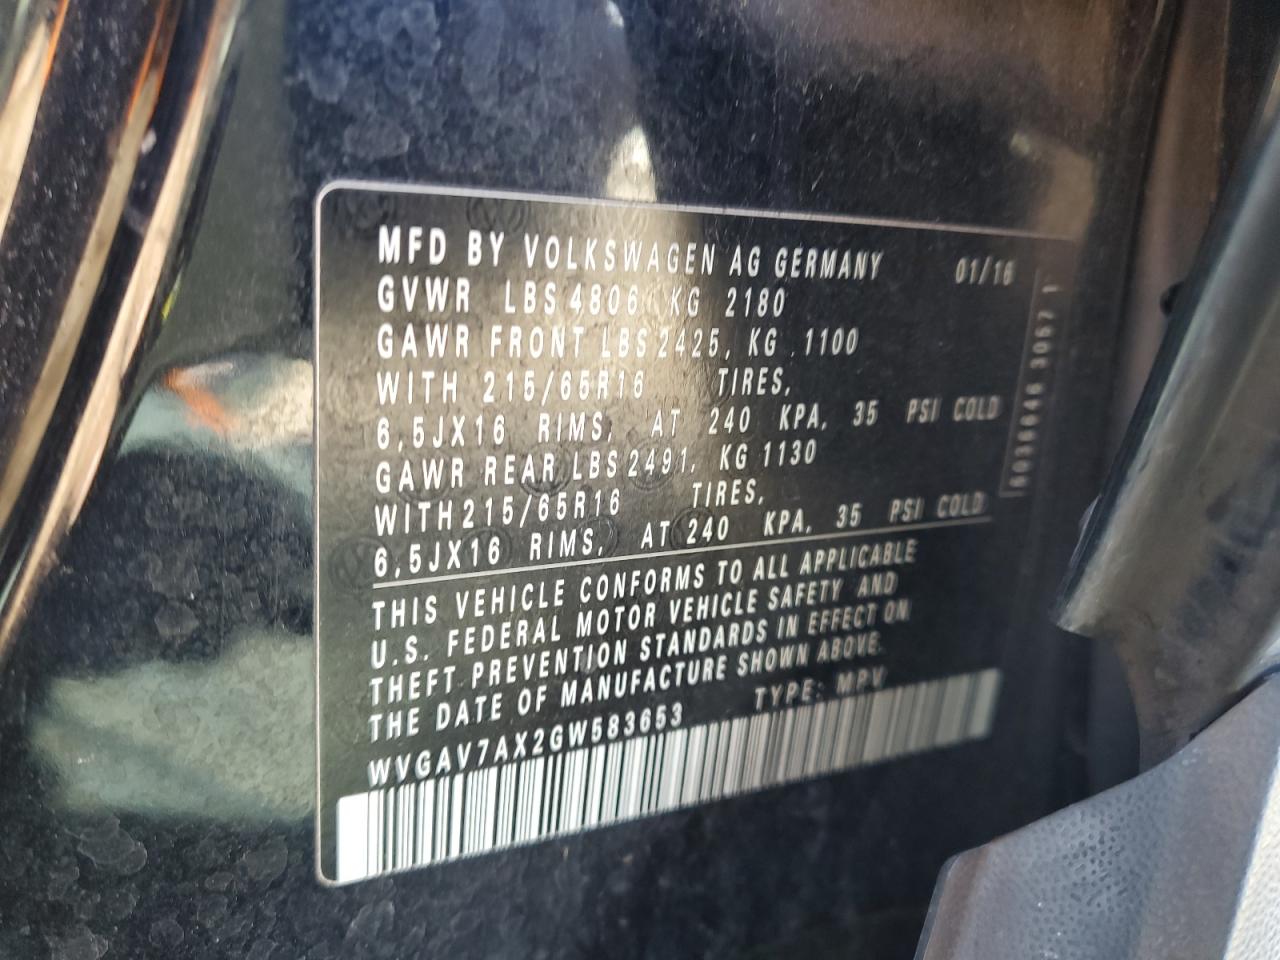 MFD BY VOLKSWAGEN AG GERMANY 01/16
GVWR LBS 4806 KG 2180
GAWR FRONT LBS 2425, KG 1100
WITH 215/65R16 TIRES,
6,5JX16 RIMS, AT 240 KPA, 35 PSI COLD
GAWR REAR LBS 2491, KG 1130
WITH 215/65R16 TIRES,
6,5JX16 RIMS, AT 240 KPA, 35 PSI COLD
THIS VEHICLE CONFORMS TO ALL APPLICABLE
U.S. FEDERAL MOTOR VEHICLE SAFETY AND
THEFT PREVENTION STANDARDS IN EFFECT ON
THE DATE OF MANUFACTURE SHOWN ABOVE.
WVGAV7AX2GW583653 TYPE: MPV